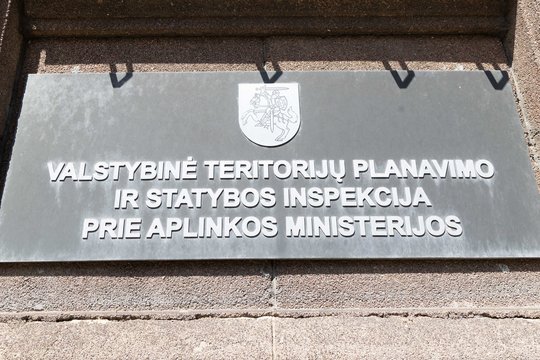 VALSTYBINĖ TERITORIJŲ PLANAVIMO
IR STATYBOS INSPEKCIJA
PRIE APLINKOS MINISTERIJOS